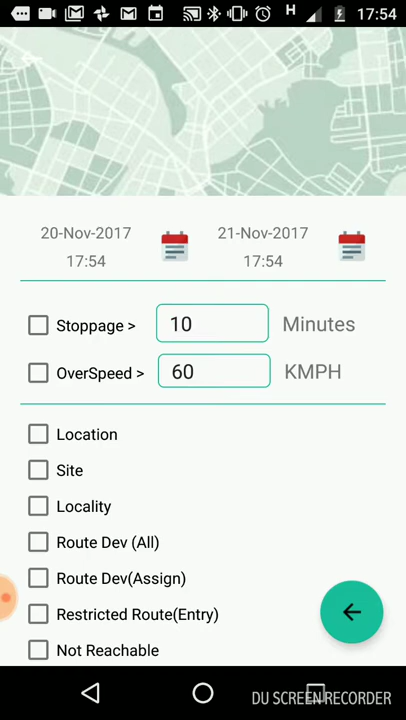 H 17:54
20-Nov-2017 21-Nov-2017
17:54 17:54
Stoppage > 10 Minutes
OverSpeed > 60 KMPH
Location
Site
Locality
Route Dev (All)
Route Dev(Assign)
Restricted Route(Entry)
Not Reachable
DU SCREEN RECORDER